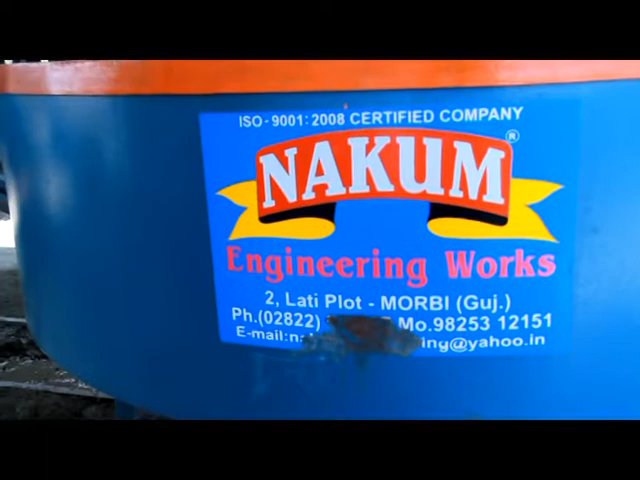 ISO-9001:2008 CERTIFIED COMPANY
NAKUM ®
Engineering Works
2, Lati Plot - MORBI (Guj.)
Ph.(02822) Mo.98253 12151
E-mail: @yahoo.in